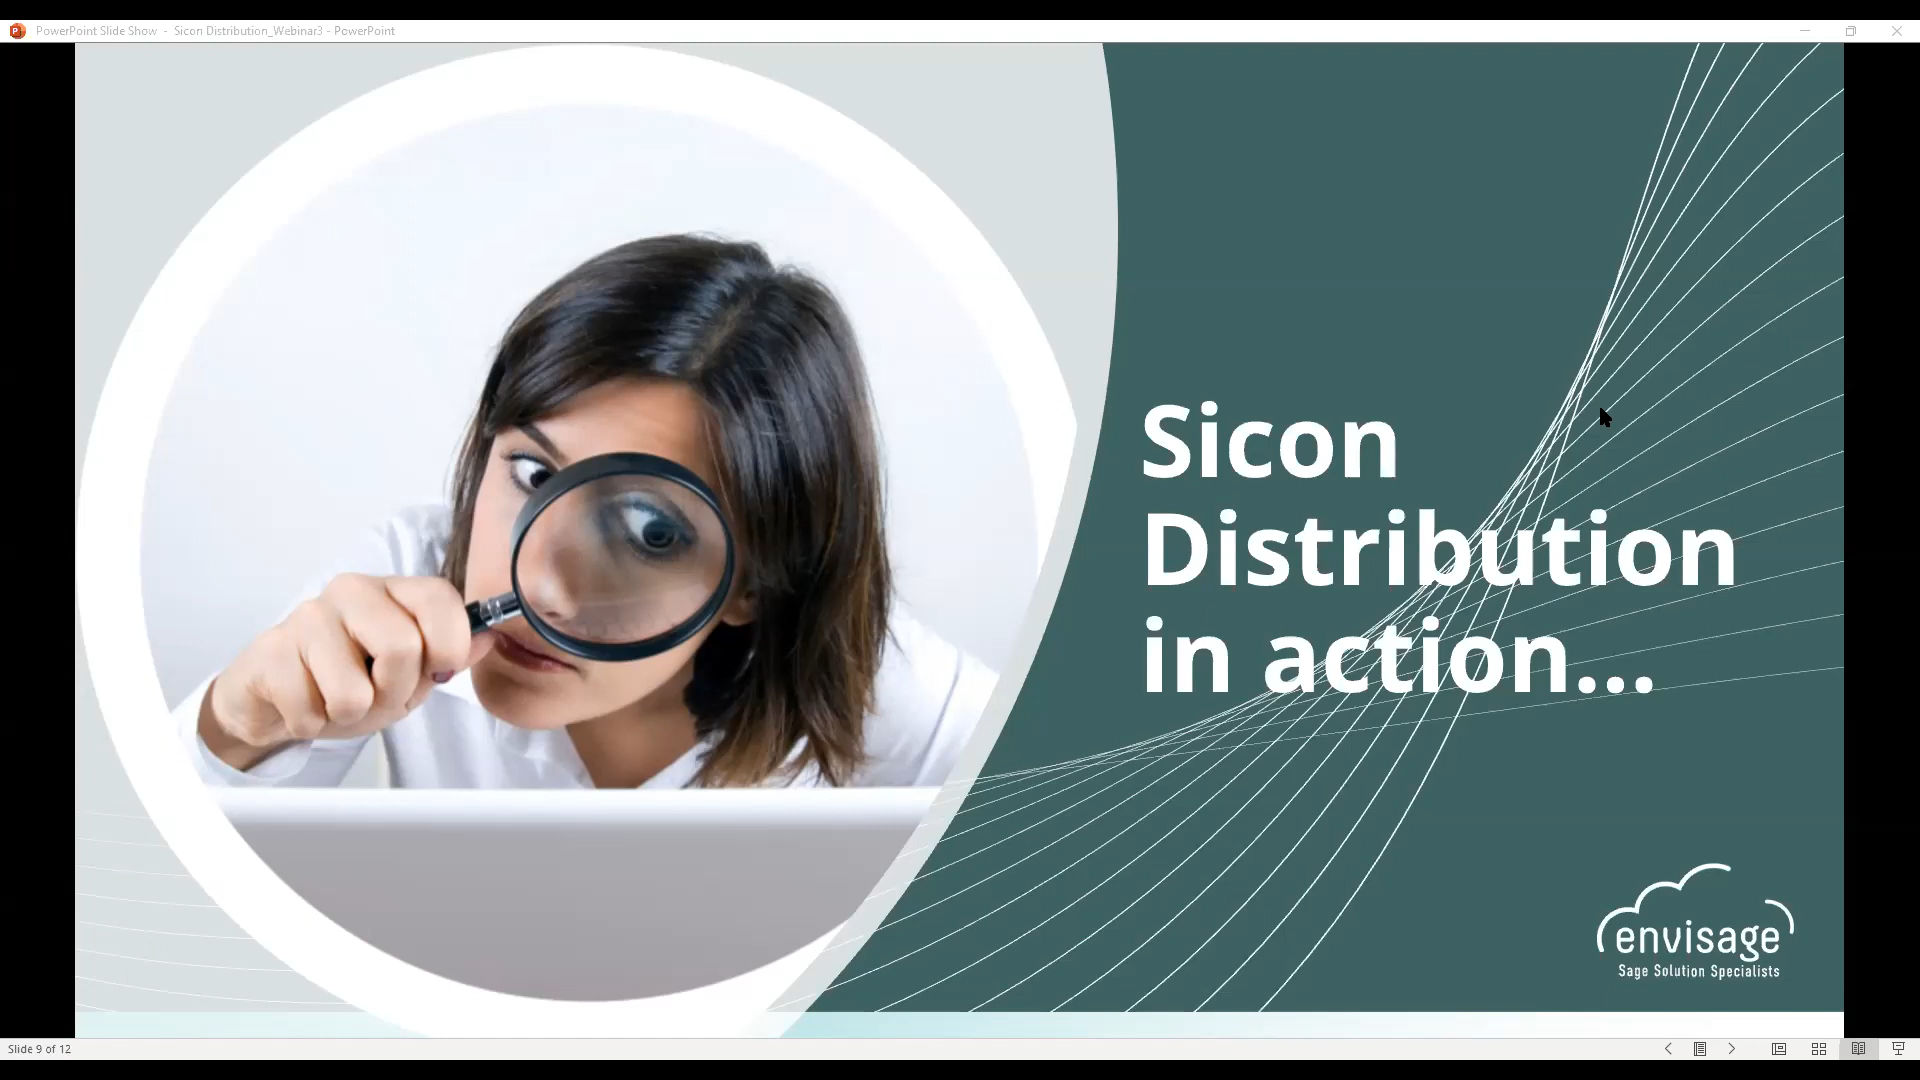 PowerPoint Slide Show - Sicon Distribution_Webinar3 - PowerPoint
Sicon
Distribution
in action...
envisage
Sage Solution Specialists
Slide 9 of 12